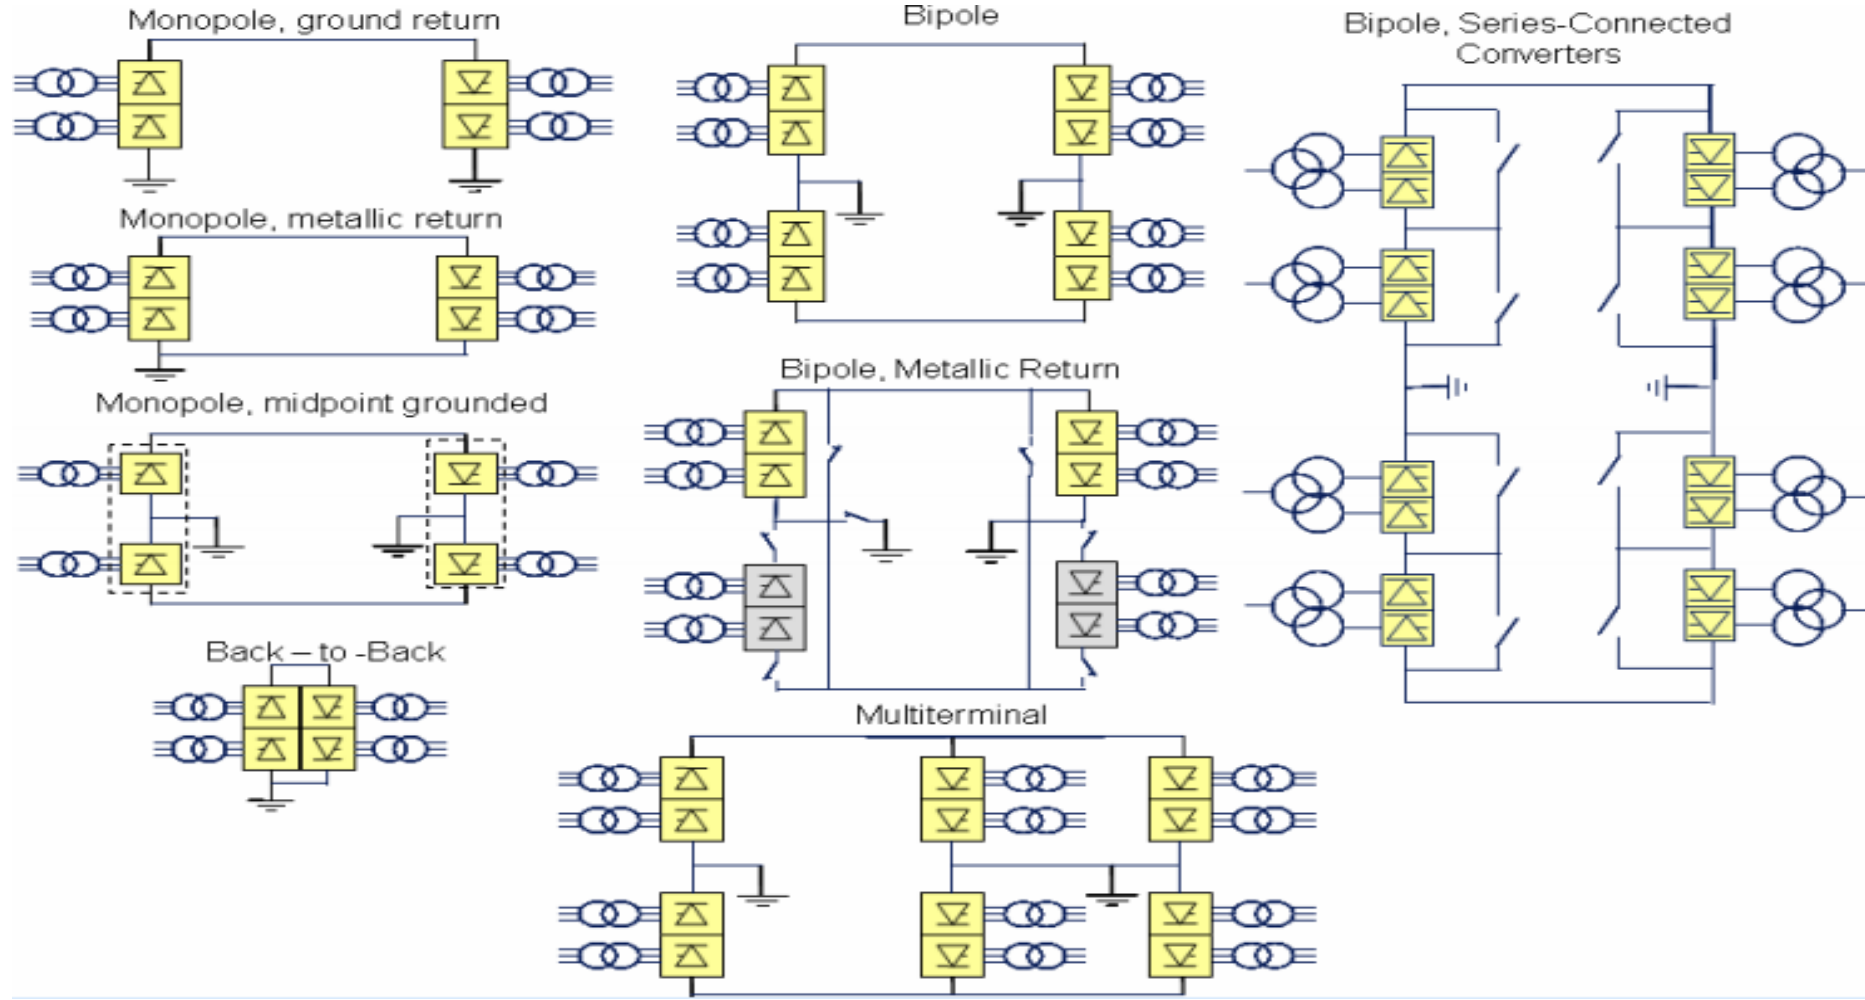 Monopole, ground return
Bipole
Bipole, Series-Connected
Converters
Monopole, metallic return
Bipole, Metallic Return
Monopole, midpoint grounded
Back – to -Back
Multiterminal